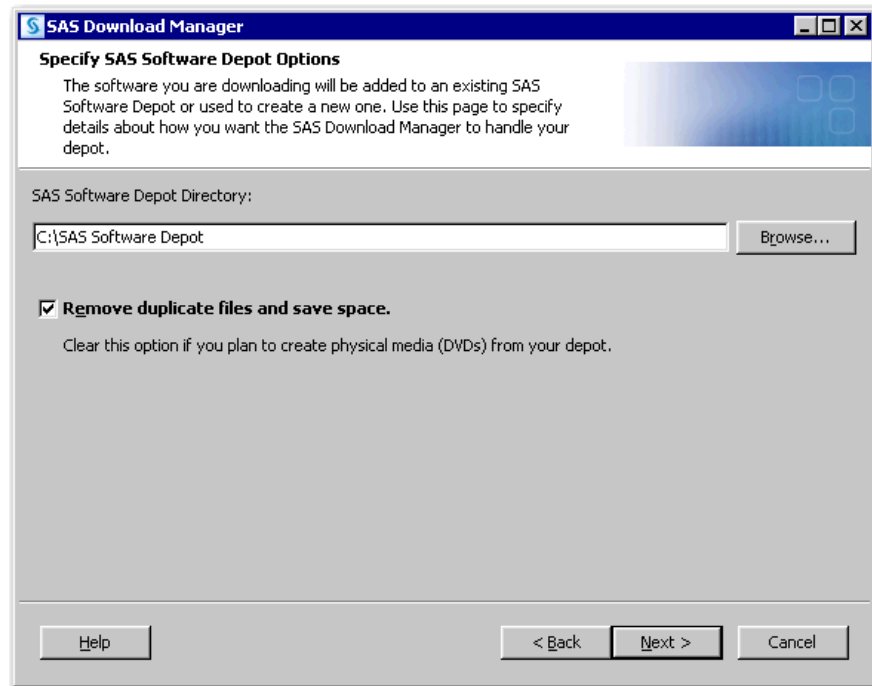 SAS Download Manager
Specify SAS Software Depot Options
The software you are downloading will be added to an existing SAS
Software Depot or used to create a new one. Use this page to specify
details about how you want the SAS Download Manager to handle your
depot.
SAS Software Depot Directory:
C:\SAS Software Depot
Browse...
Remove duplicate files and save space.
Clear this option if you plan to create physical media (DVDs) from your depot.
Help
< Back
Next >
Cancel